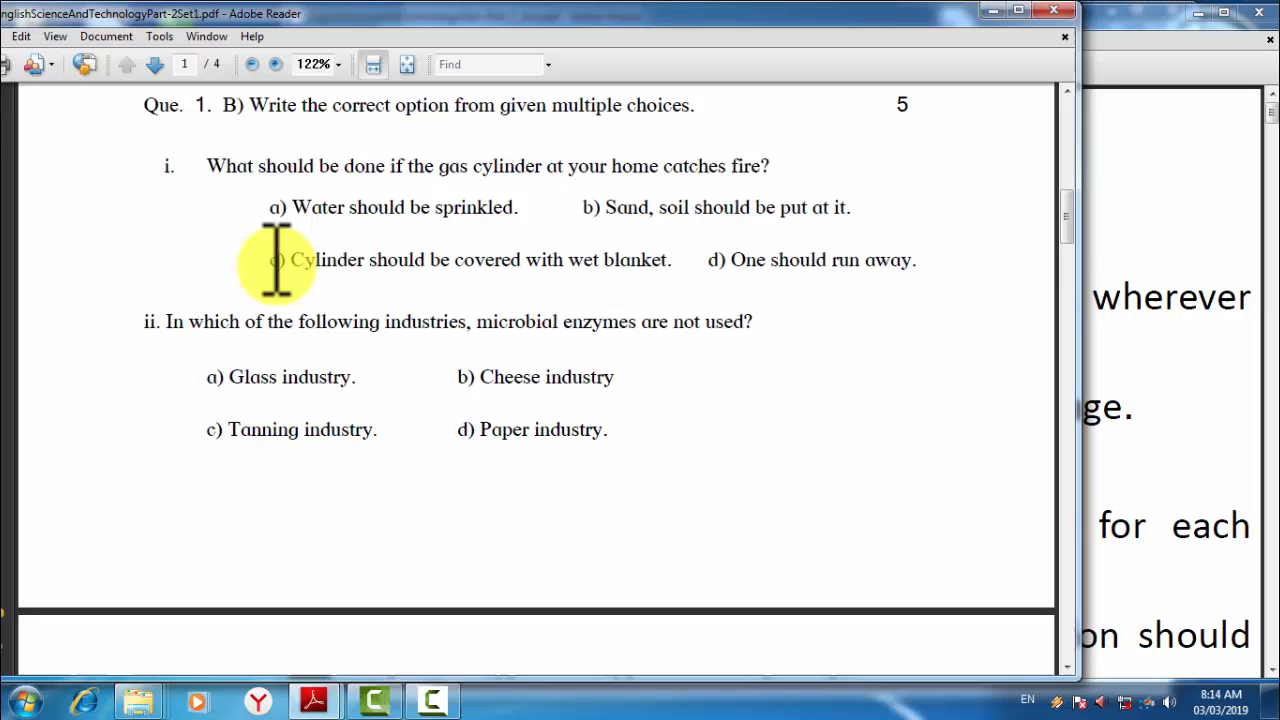 nglishScienceAndTechnologyPart-2Set1.pdf - Adobe Reader
Edit View Document Tools Window Help
1 / 4 122% Find
Que. 1. B) Write the correct option from given multiple choices. 5
i. What should be done if the gas cylinder at your home catches fire?
a) Water should be sprinkled. b) Sand, soil should be put at it.
c) Cylinder should be covered with wet blanket. d) One should run away.
ii. In which of the following industries, microbial enzymes are not used?
a) Glass industry. b) Cheese industry
c) Tanning industry. d) Paper industry.
wherever
ge.
for each
on should
EN 8:14 AM
03/03/2019